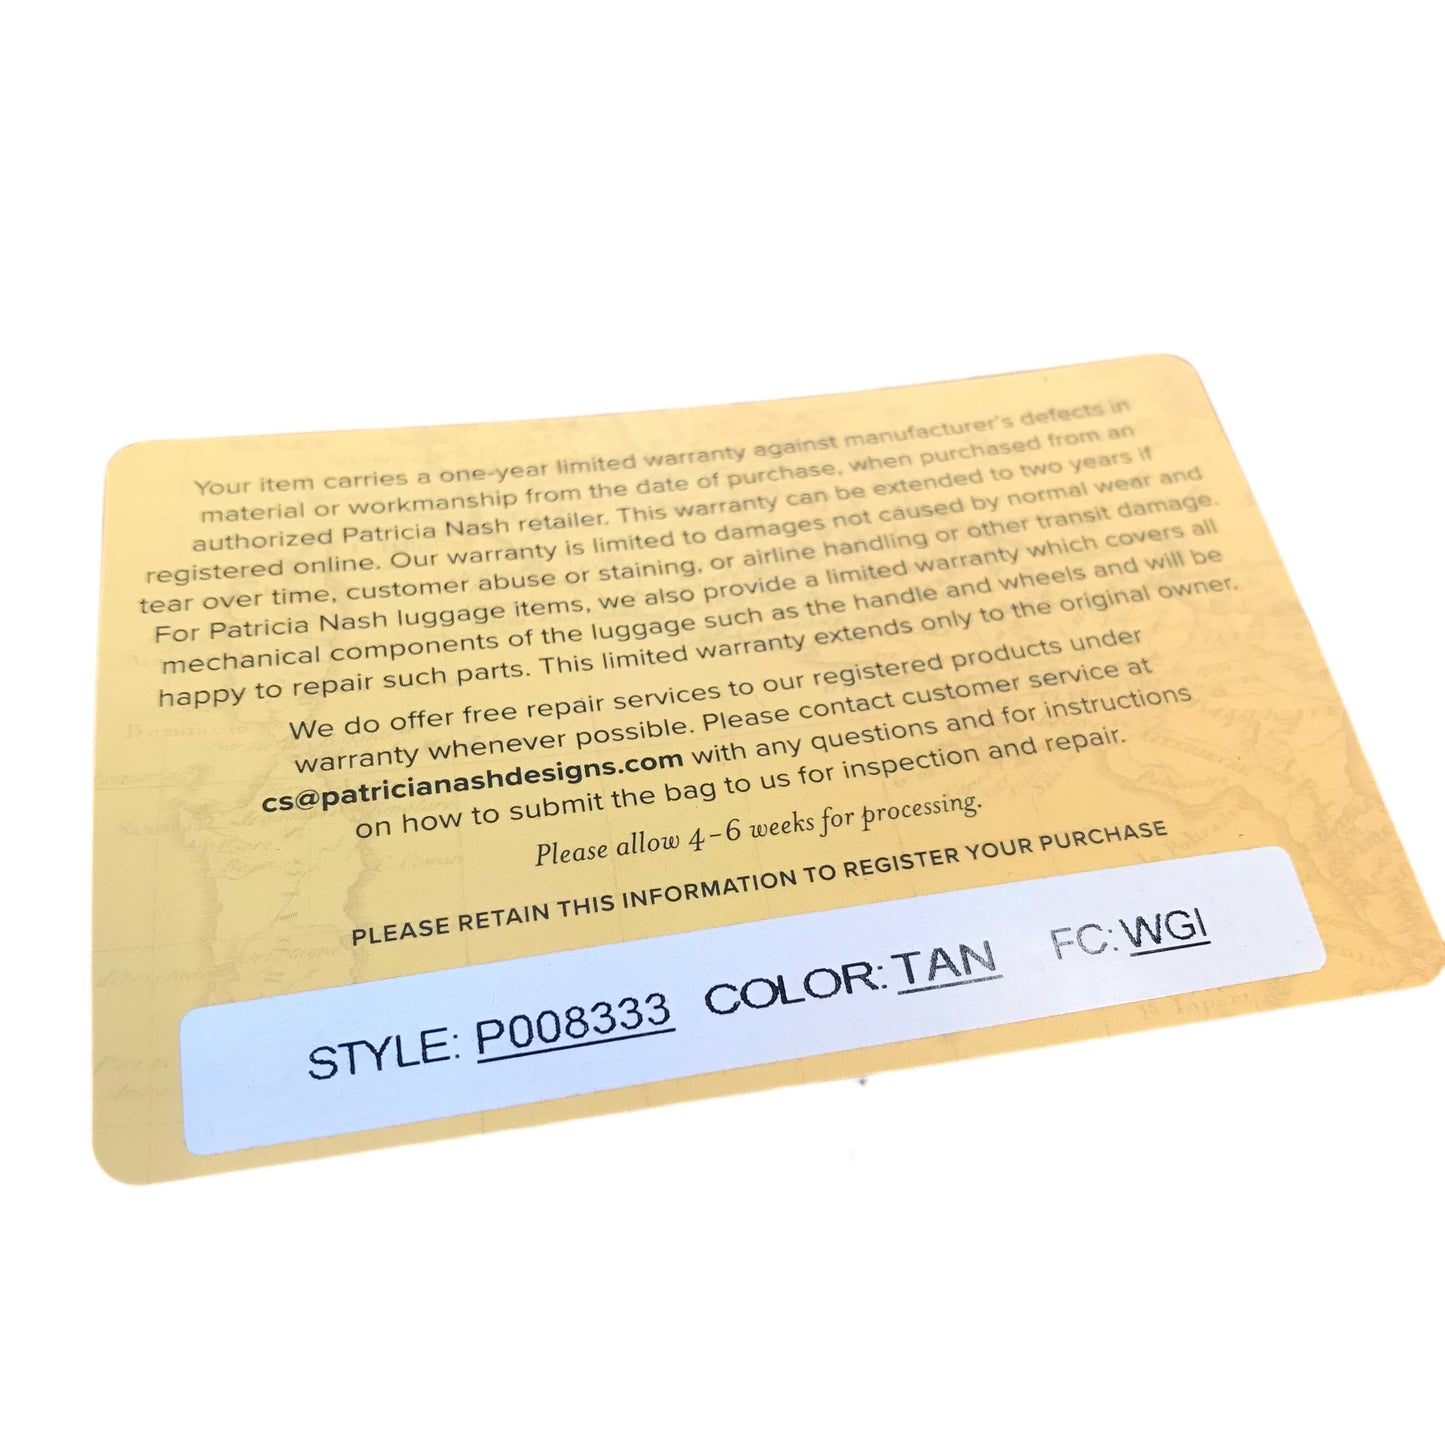 Your item carries a one-year limited warranty against manufacturer's defects in
material or workmanship from the date of purchase, when purchased from an
authorized Patricia Nash retailer. This warranty can be extended to two years if
registered online. Our warranty is limited to damages not caused by normal wear and
tear over time, customer abuse or staining, or airline handling or other transit damage.
For Patricia Nash luggage items, we also provide a limited warranty which covers all
mechanical components of the luggage such as the handle and wheels and will be
happy to repair such parts. This limited warranty extends only to the original owner.
We do offer free repair services to our registered products under
warranty whenever possible. Please contact customer service at
cs@patricianashdesigns.com with any questions and for instructions
on how to submit the bag to us for inspection and repair.
Please allow 4-6 weeks for processing.
PLEASE RETAIN THIS INFORMATION TO REGISTER YOUR PURCHASE
STYLE: P008333 COLOR: TAN FC: WGI